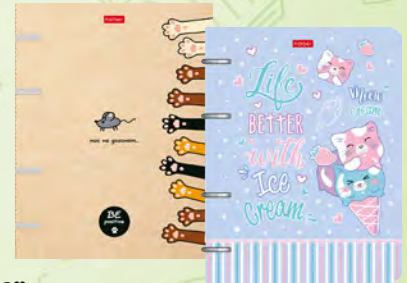 Hatber
BE
positive
Hatber
Life
BETTER
with
Ice
Cream
Meow
cream